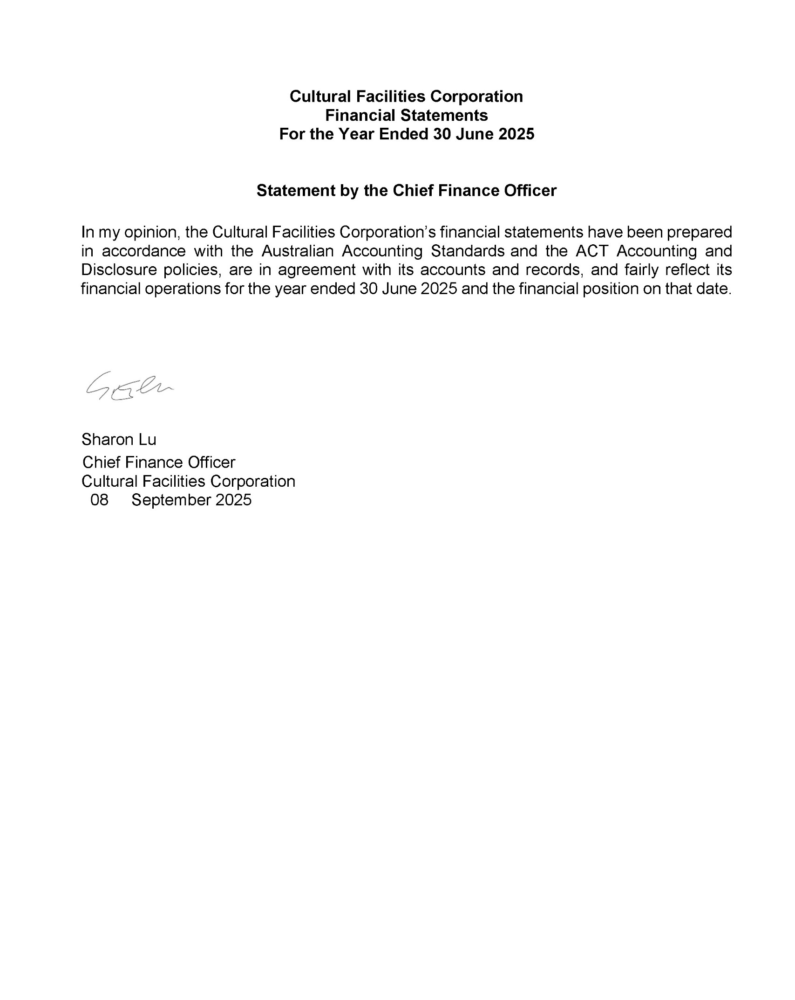 Cultural Facilities Corporation
Financial Statements
For the Year Ended 30 June 2025
Statement by the Chief Finance Officer
In my opinion, the Cultural Facilities Corporation’s financial statements have been prepared
in accordance with the Australian Accounting Standards and the ACT Accounting and
Disclosure policies, are in agreement with its accounts and records, and fairly reflect its
financial operations for the year ended 30 June 2025 and the financial position on that date.
Sharon Lu
Chief Finance Officer
Cultural Facilities Corporation
08 September 2025